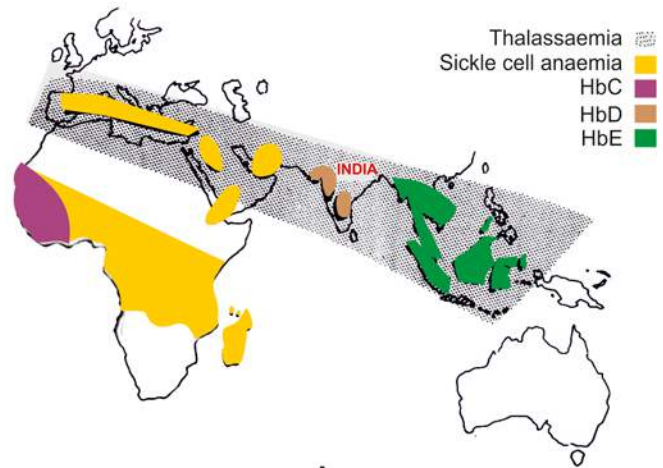 Thalassaemia
Sickle cell anaemia
HbC
HbD
HbE
INDIA